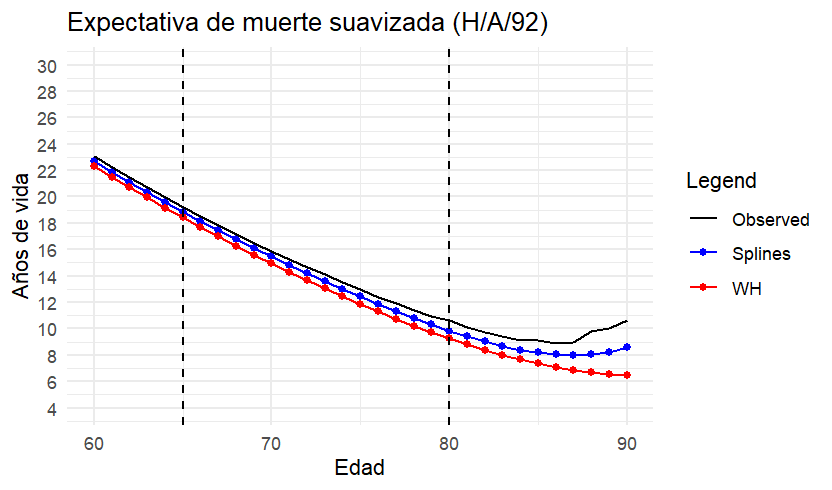 Expectativa de muerte suavizada (H/A/92)
Años de vida
30
28
26
24
22
20
18
16
14
12
10
8
6
4
60 70 80 90
Edad
Legend
Observed
Splines
WH